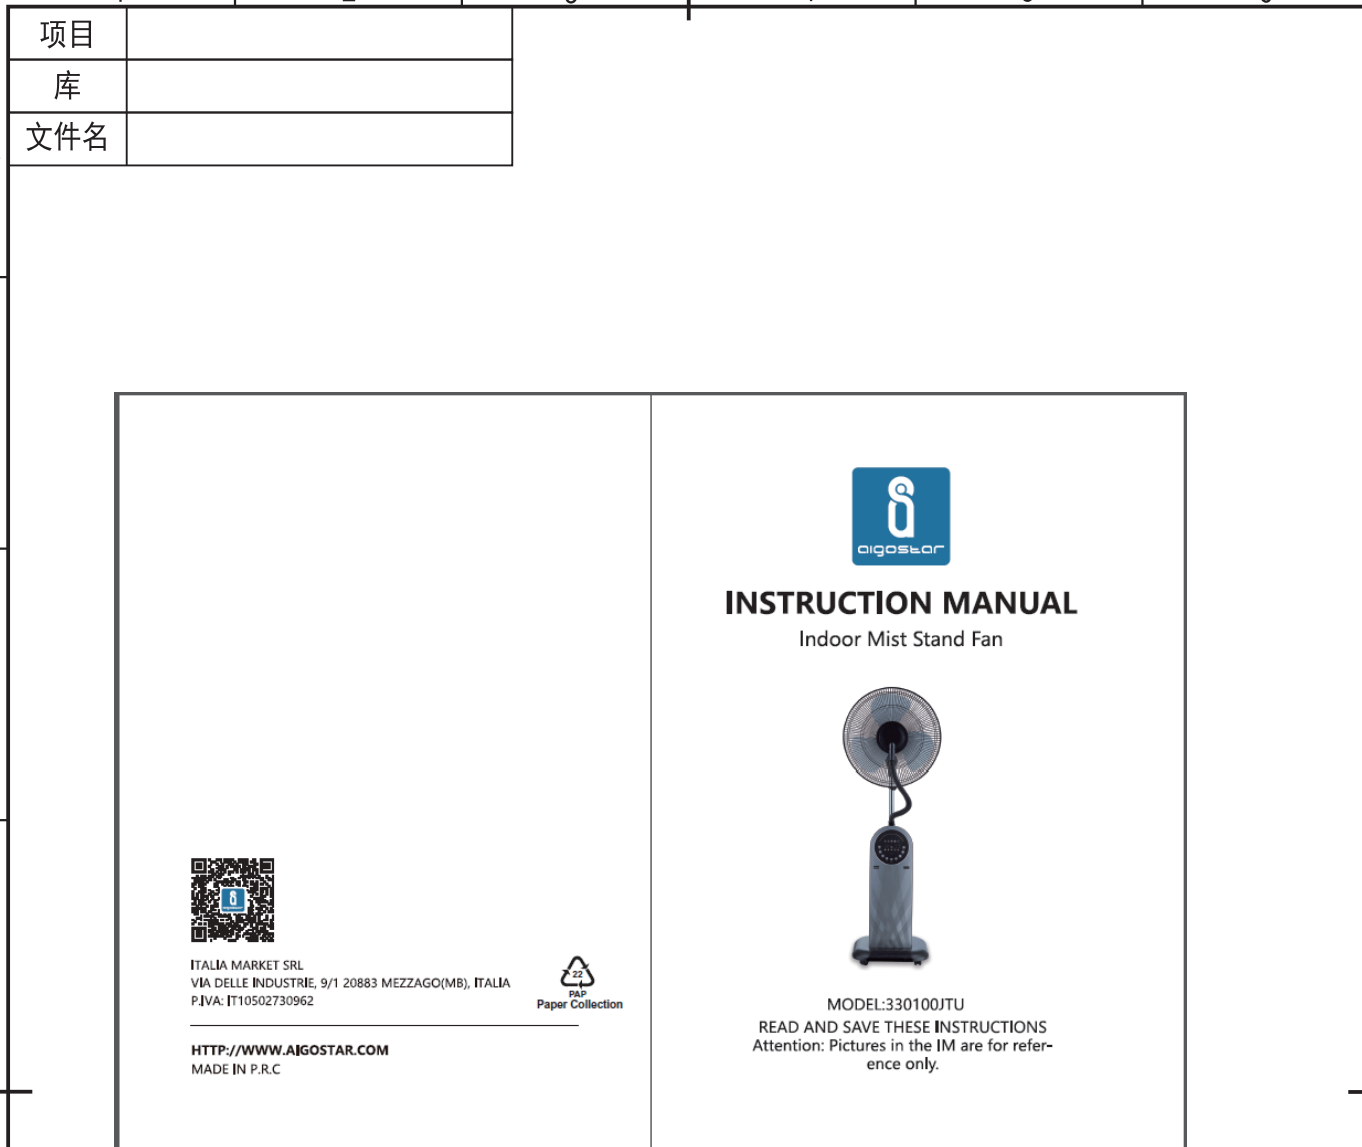 项目
库
文件名
aigostar
INSTRUCTION MANUAL
Indoor Mist Stand Fan
MODEL:330100JTU
READ AND SAVE THESE INSTRUCTIONS
Attention: Pictures in the IM are for refer-
ence only.
ITALIA MARKET SRL
VIA DELLE INDUSTRIE, 9/1 20883 MEZZAGO(MB), ITALIA
P.IVA: IT10502730962
22
PAP
Paper Collection
HTTP://WWW.AIGOSTAR.COM
MADE IN P.R.C